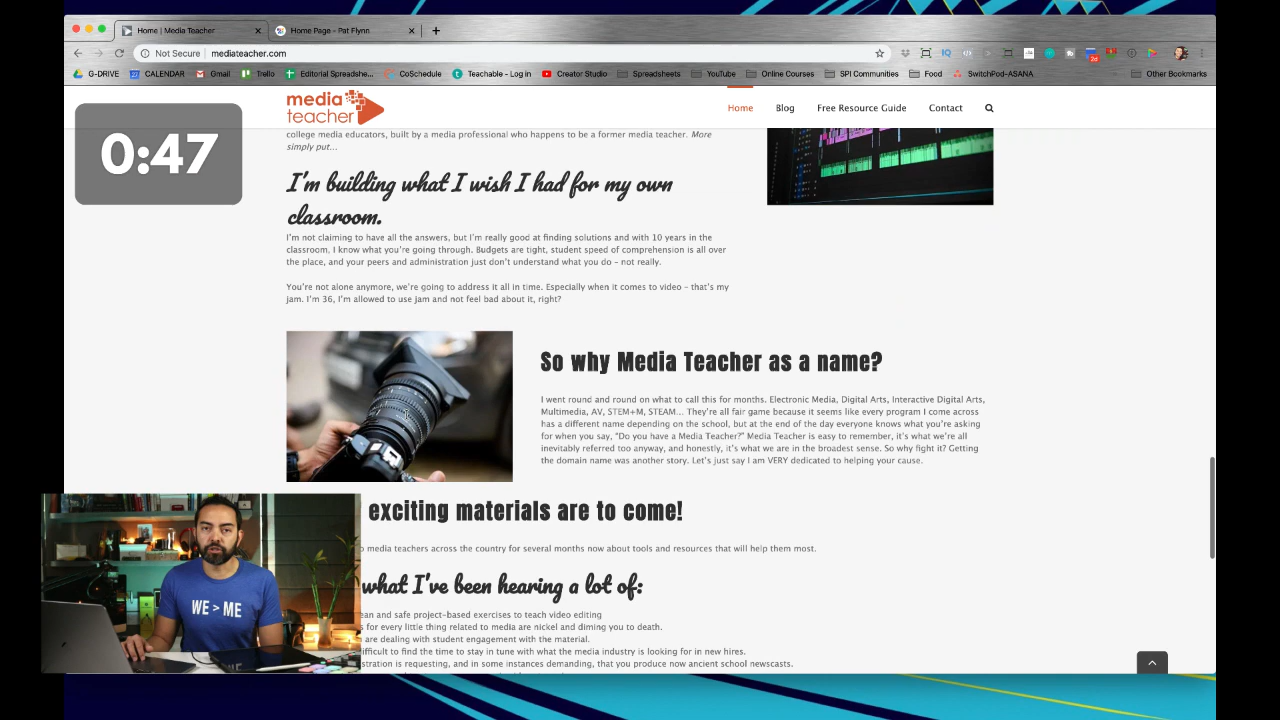 Home | Media Teacher
Home Page - Pat Flynn
Not Secure | mediateacher.com
G-DRIVE CALENDAR Gmail Trello Editorial Spreadshe... CoSchedule Teachable - Log in Creator Studio Spreadsheets YouTube Online Courses SPI Communities Food SwitchPod-ASANA Other Bookmarks
media
teacher
Home Blog Free Resource Guide Contact
0:47
college media educators, built by a media professional who happens to be a former media teacher. More
simply put...
I'm building what I wish I had for my own
classroom.
I'm not claiming to have all the answers, but I'm really good at finding solutions and with 10 years in the
classroom, I know what you're going through. Budgets are tight, student speed of comprehension is all over
the place, and your peers and administration just don't understand what you do – not really.
You're not alone anymore, we're going to address it all in time. Especially when it comes to video – that's my
jam. I'm 36, I'm allowed to use jam and not feel bad about it, right?
So why Media Teacher as a name?
I went round and round on what to call this for months. Electronic Media, Digital Arts, Interactive Digital Arts,
Multimedia, AV, STEM+M, STEAM... They're all fair game because it seems like every program I come across
has a different name depending on the school, but at the end of the day everyone knows what you're asking
for when you say, "Do you have a Media Teacher?" Media Teacher is easy to remember, it's what we're all
inevitably referred too anyway, and honestly, it's what we are in the broadest sense. So why fight it? Getting
the domain name was another story. Let's just say I am VERY dedicated to helping your cause.
exciting materials are to come!
media teachers across the country for several months now about tools and resources that will help them most.
what I've been hearing a lot of:
ean and safe project-based exercises to teach video editing
for every little thing related to media are nickel and diming you to death.
are dealing with student engagement with the material.
ifficult to find the time to stay in tune with what the media industry is looking for in new hires.
stration is requesting, and in some instances demanding, that you produce now ancient school newscasts.
WE > ME